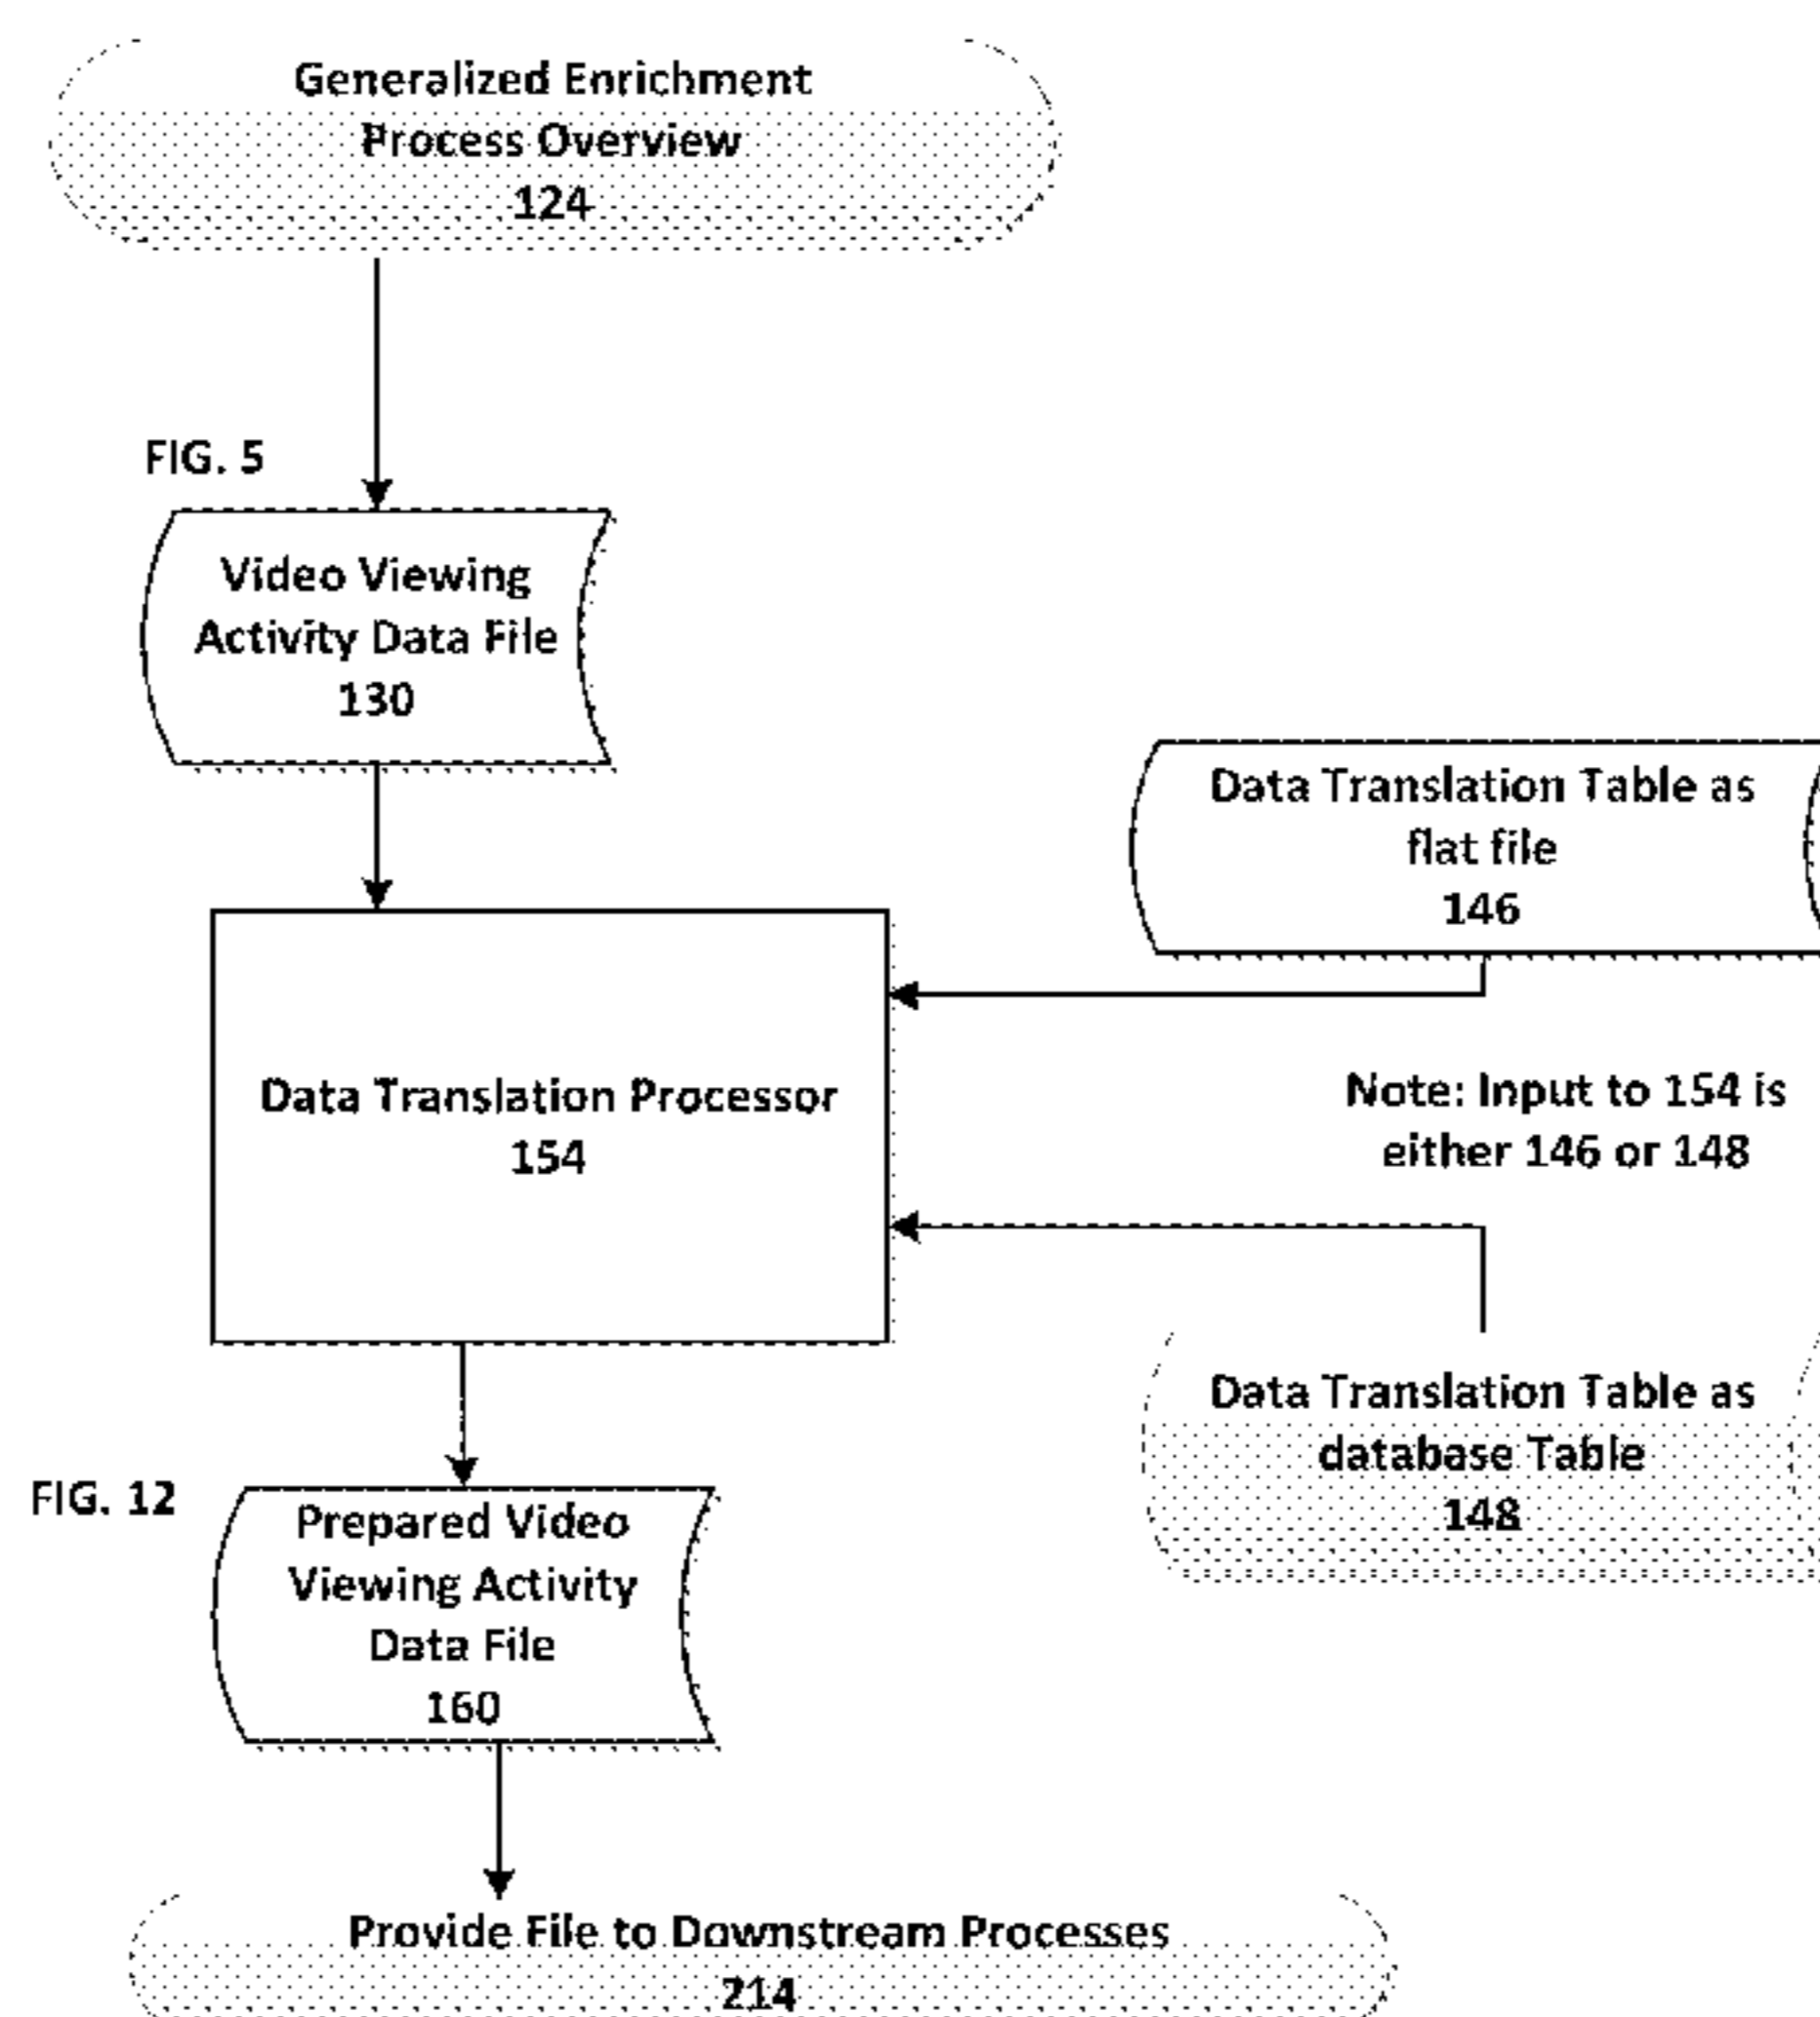 Generalized Enrichment
Process Overview
124
FIG. 5
Video Viewing
Activity Data File
130
Data Translation Table as
flat file
146
Data Translation Processor
154
Note: Input to 154 is
either 146 or 148
Data Translation Table as
database Table
148
FIG. 12
Prepared Video
Viewing Activity
Data File
160
Provide File to Downstream Processes
214